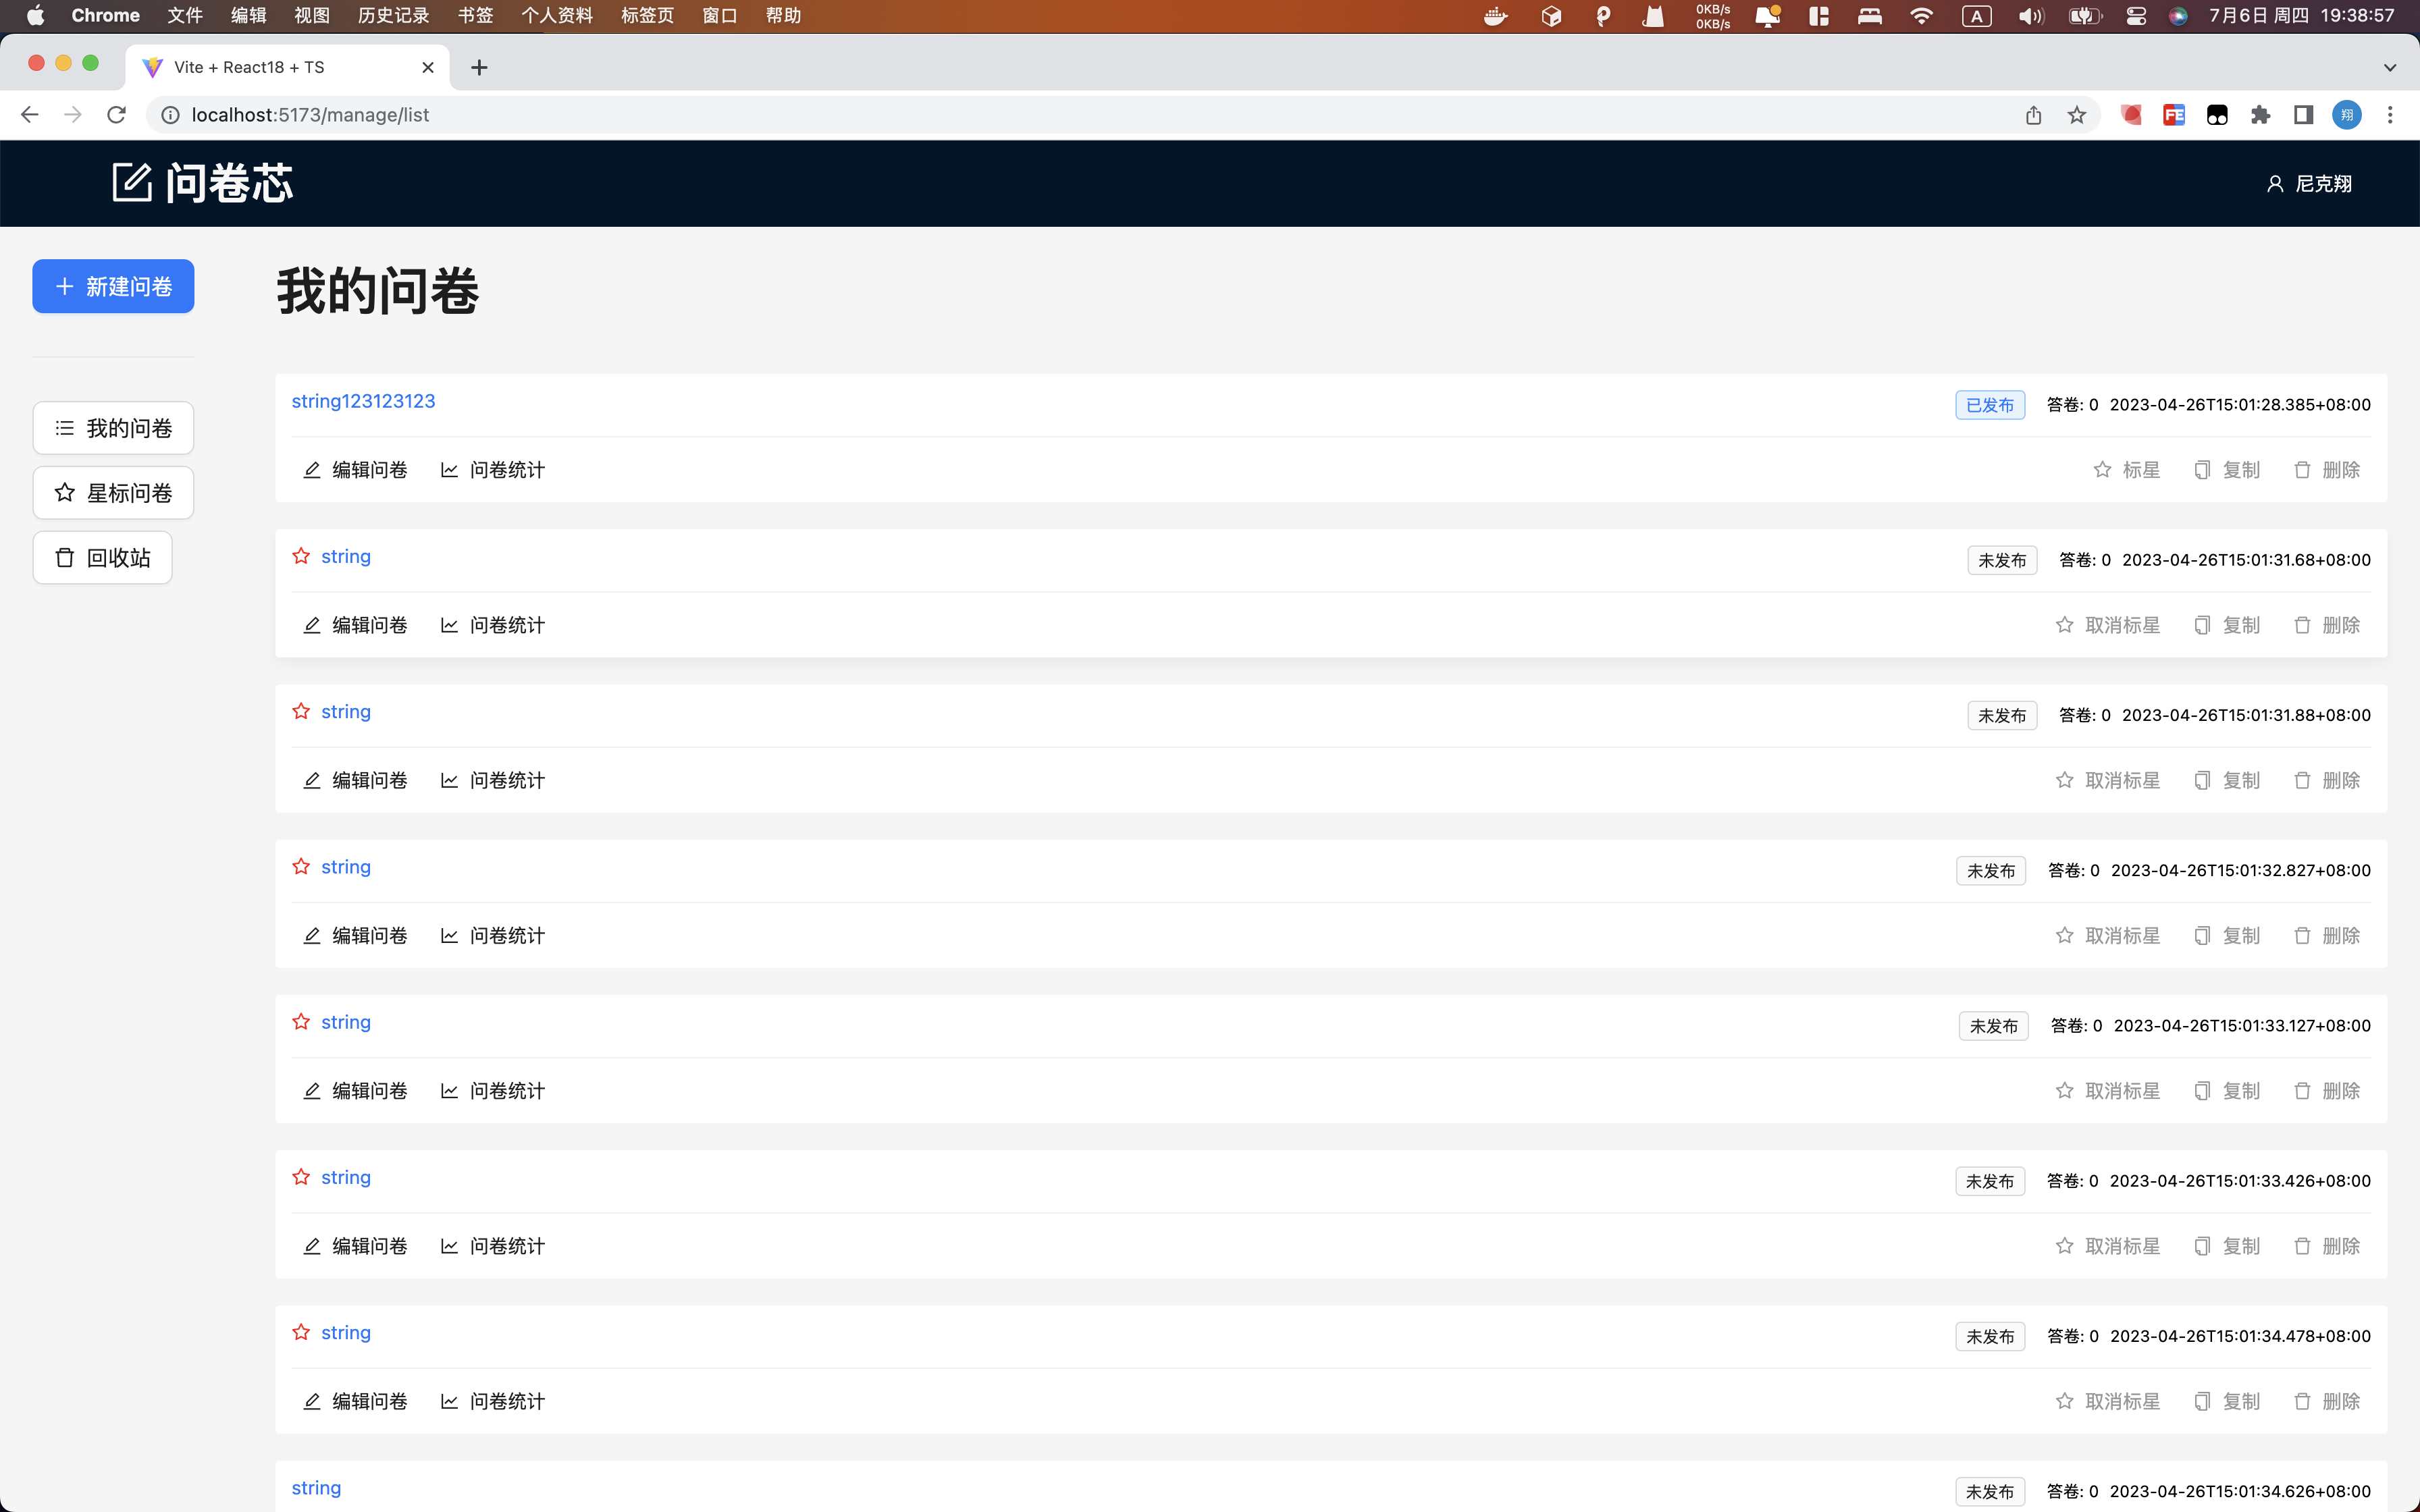 Chrome 文件 编辑 视图 历史记录 书签 个人资料 标签页 窗口 帮助 0KB/s 0KB/s A 7月6日 周四 19:38:57
Vite + React18 + TS
localhost:5173/manage/list FE 翔
问卷芯 尼克翔
新建问卷
我的问卷
星标问卷
回收站
我的问卷
string123123123 已发布 答卷: 0 2023-04-26T15:01:28.385+08:00
编辑问卷 问卷统计 标星 复制 删除
string 未发布 答卷: 0 2023-04-26T15:01:31.68+08:00
编辑问卷 问卷统计 取消标星 复制 删除
string 未发布 答卷: 0 2023-04-26T15:01:31.88+08:00
编辑问卷 问卷统计 取消标星 复制 删除
string 未发布 答卷: 0 2023-04-26T15:01:32.827+08:00
编辑问卷 问卷统计 取消标星 复制 删除
string 未发布 答卷: 0 2023-04-26T15:01:33.127+08:00
编辑问卷 问卷统计 取消标星 复制 删除
string 未发布 答卷: 0 2023-04-26T15:01:33.426+08:00
编辑问卷 问卷统计 取消标星 复制 删除
string 未发布 答卷: 0 2023-04-26T15:01:34.478+08:00
编辑问卷 问卷统计 取消标星 复制 删除
string 未发布 答卷: 0 2023-04-26T15:01:34.626+08:00